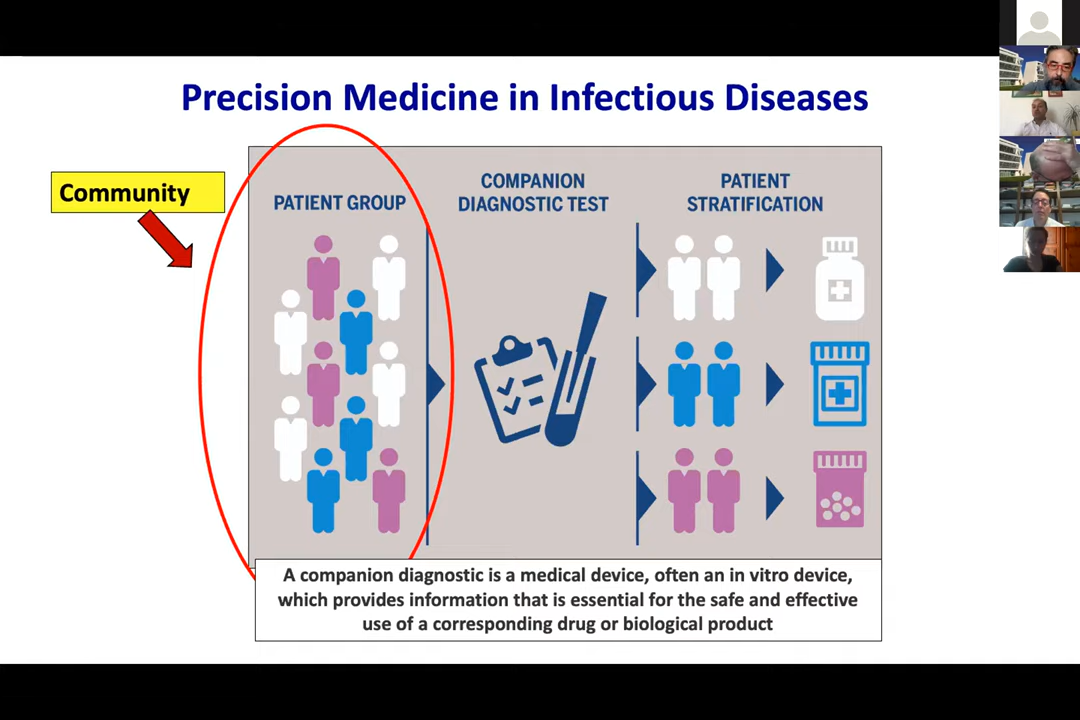 Precision Medicine in Infectious Diseases
Community
PATIENT GROUP
COMPANION
DIAGNOSTIC TEST
PATIENT
STRATIFICATION
A companion diagnostic is a medical device, often an in vitro device,
which provides information that is essential for the safe and effective
use of a corresponding drug or biological product